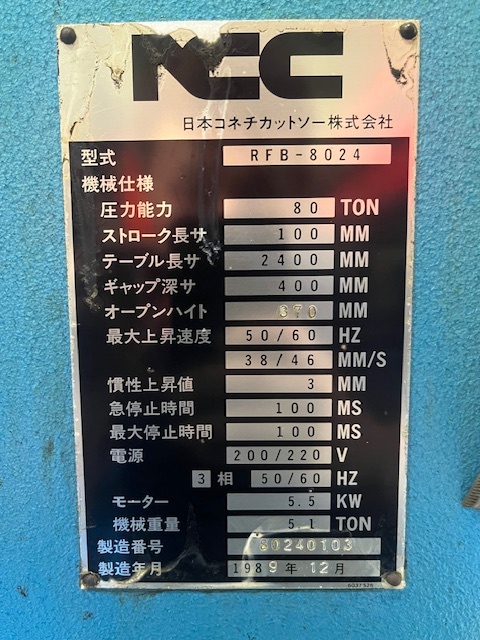 NCC
日本コネチカットソー株式会社
型式 RFB-8024
機械仕様
圧力能力 80 TON
ストローク長サ 100 MM
テーブル長サ 2400 MM
ギャップ深サ 400 MM
オープンハイト 370 MM
最大上昇速度 50/60 HZ
38/46 MM/S
慣性上昇値 3 MM
急停止時間 100 MS
最大停止時間 100 MS
電源 200/220 V
3 相 50/60 HZ
モーター 5.5 KW
機械重量 5.1 TON
製造番号 80240103
製造年月 1989年 12月